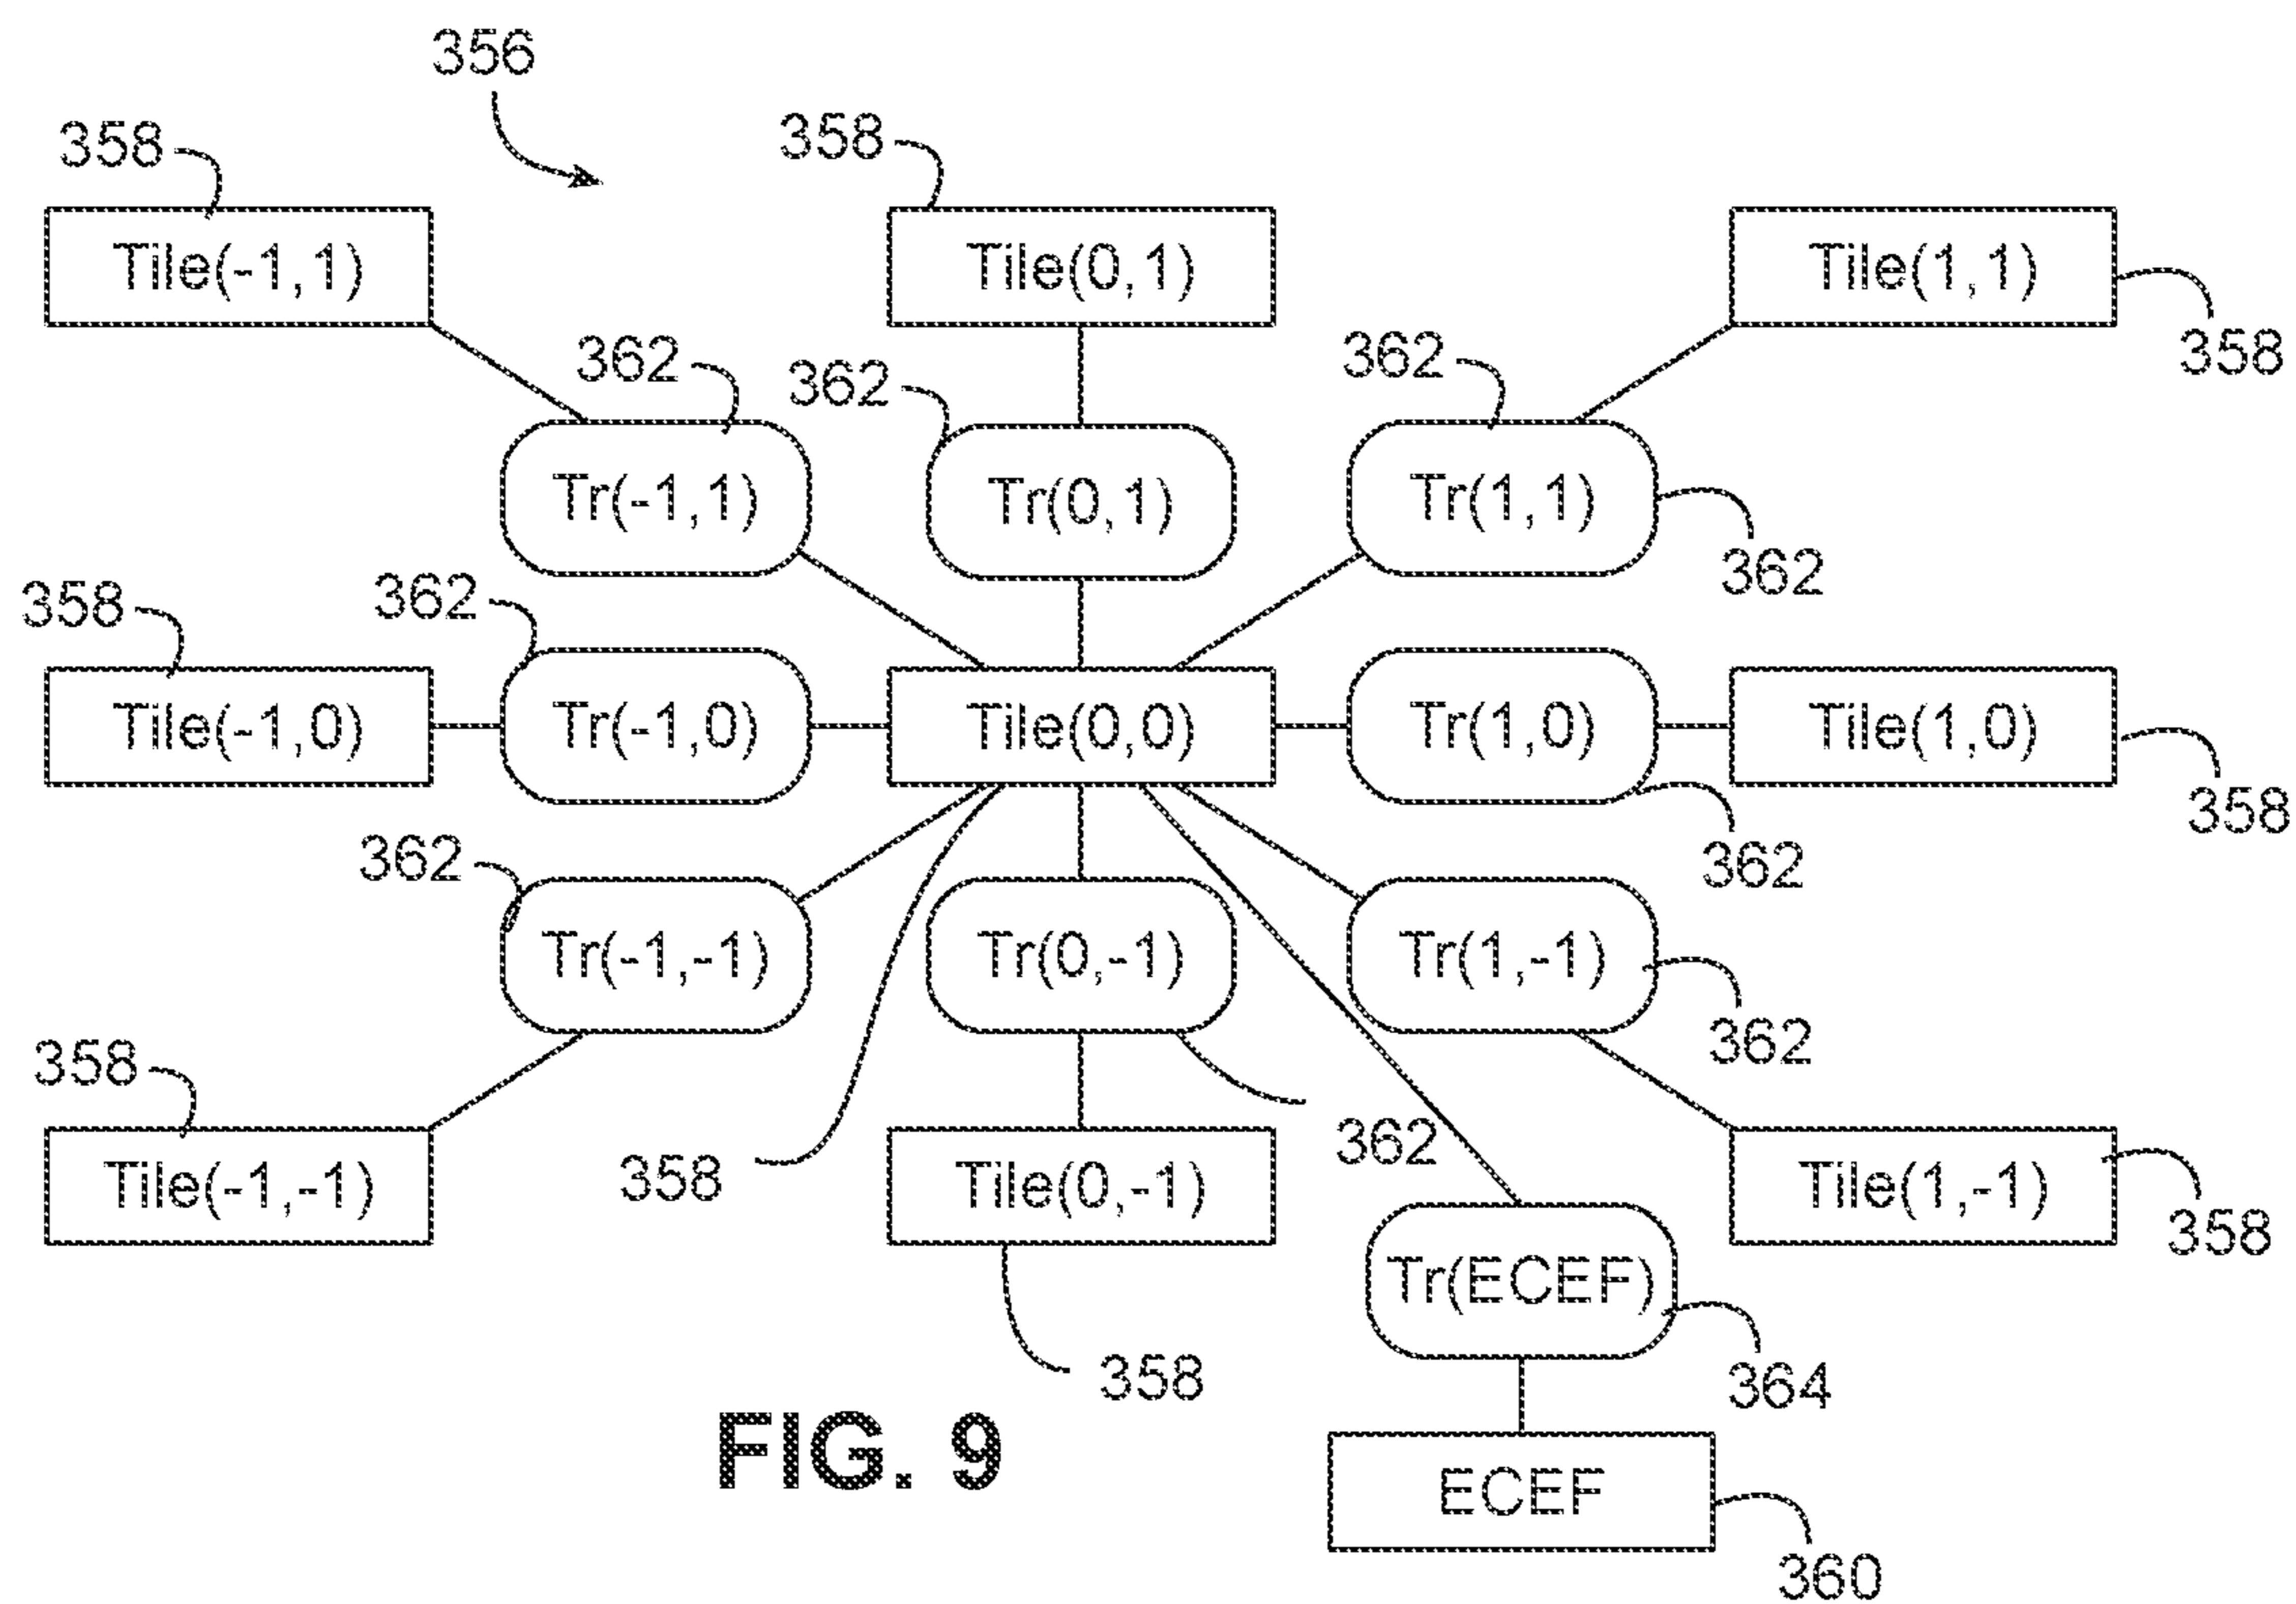 356
358
358
Tile(-1,1)
Tile(0,1)
Tile(1,1)
358
362
362
362
Tr(-1,1)
Tr(0,1)
Tr(1,1)
362
358
362
Tile(-1,0)
Tr(-1,0)
Tile(0,0)
Tr(1,0)
Tile(1,0)
358
362
362
Tr(-1,-1)
Tr(0,-1)
Tr(1,-1)
362
358
362
358
Tile(-1,-1)
Tile(0,-1)
Tile(1,-1)
358
Tr(ECEF)
358
364
FIG. 9
ECEF
360